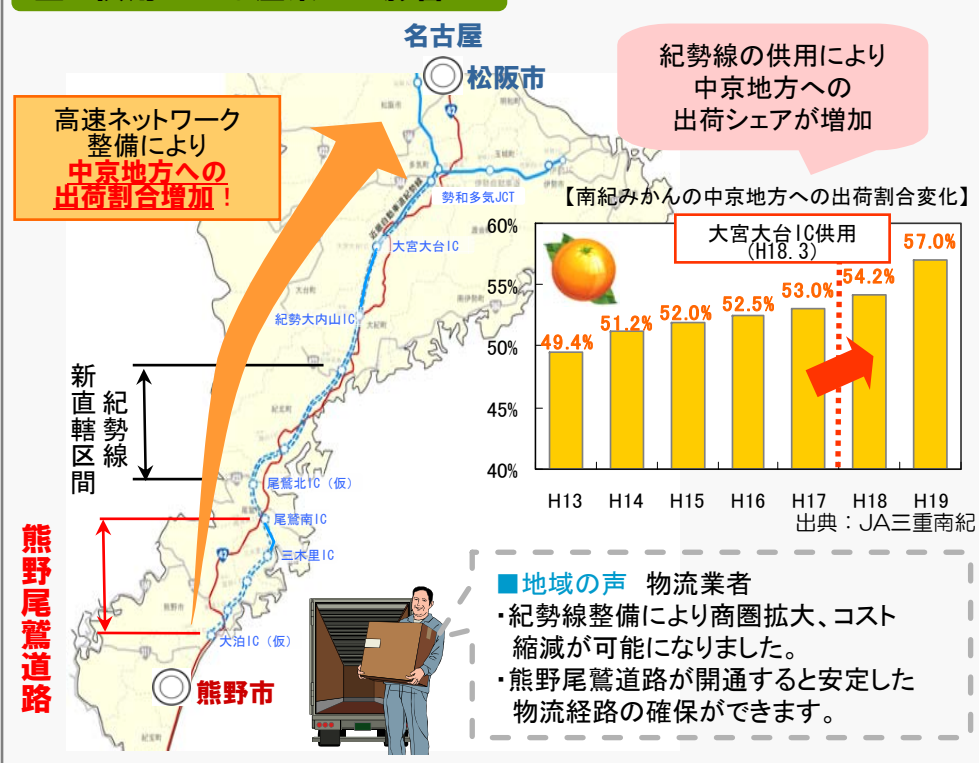 名古屋
松阪市
紀勢線の供用により
中京地方への
出荷シェアが増加
高速ネットワーク
整備により
中京地方への
出荷割合増加！
近畿自動車道紀勢線
勢和多気JCT
大宮大台IC
紀勢大内山IC
新直轄区間
紀勢線
尾鷲北IC（仮）
尾鷲南IC
三木里IC
大泊IC（仮）
熊野尾鷲道路
熊野市
【南紀みかんの中京地方への出荷割合変化】
60%
55%
50%
45%
40%
大宮大台IC供用
(H18.3)
49.4%
51.2%
52.0%
52.5%
53.0%
54.2%
57.0%
H13
H14
H15
H16
H17
H18
H19
出典：JA三重南紀
■地域の声　物流業者
・紀勢線整備により商圏拡大、コスト
縮減が可能になりました。
・熊野尾鷲道路が開通すると安定した
物流経路の確保ができます。